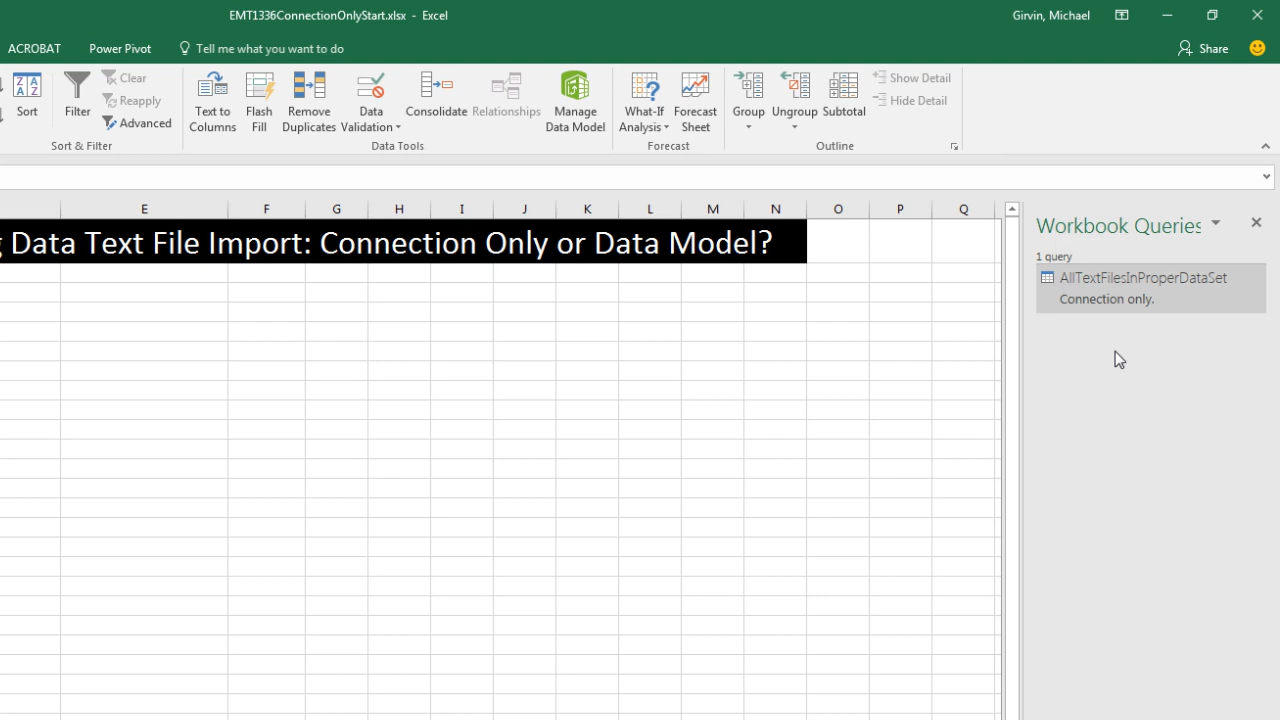 EMT1336ConnectionOnlyStart.xlsx - Excel
Girvin, Michael
ACROBAT
Power Pivot
Tell me what you want to do
Share
Sort
Filter
Clear
Reapply
Advanced
Sort & Filter
Text to
Columns
Flash
Fill
Remove
Duplicates
Data
Validation
Consolidate
Relationships
Manage
Data Model
Data Tools
What-If
Analysis
Forecast
Sheet
Forecast
Group
Ungroup
Subtotal
Show Detail
Hide Detail
Outline
E F G H I J K L M N O P Q
Data Text File Import: Connection Only or Data Model?
Workbook Queries
1 query
AllTextFilesInProperDataSet
Connection only.